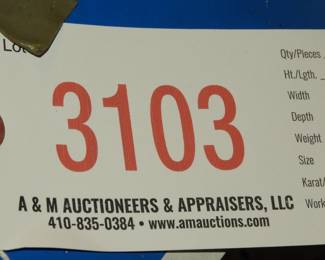 Lot
Qty/Pieces
Ht./Lgth.
Width
Depth
Weight
Size
3103
Karat/
Work
A & M AUCTIONEERS & APPRAISERS, LLC
410-835-0384 • www.amauctions.com